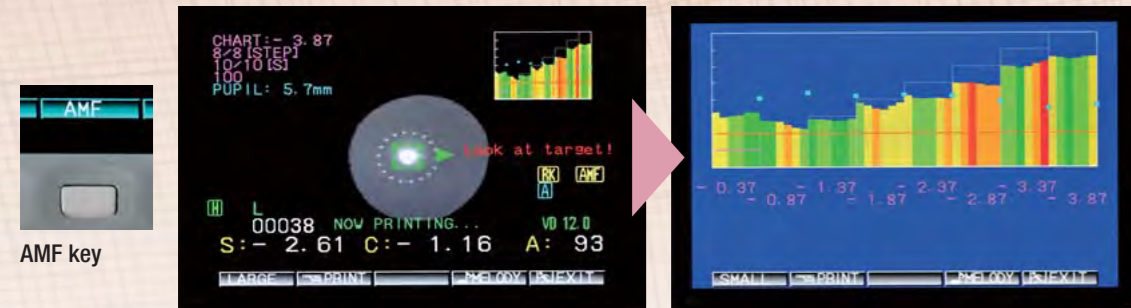 AMF
AMF key
CHART:- 3.87
8/8[STEP]
10/10[S]
100
PUPIL: 5.7mm
Look at target!
RK AMF
A
H L
00038 NOW PRINTING... VD 12.0
S:- 2.61 C:- 1.16 A: 93
LARGE PRINT MELODY EXIT
- 0.37 - 1.37 - 2.37 - 3.37
- 0.87 - 1.87 - 2.87 - 3.87
SMALL PRINT MELODY EXIT